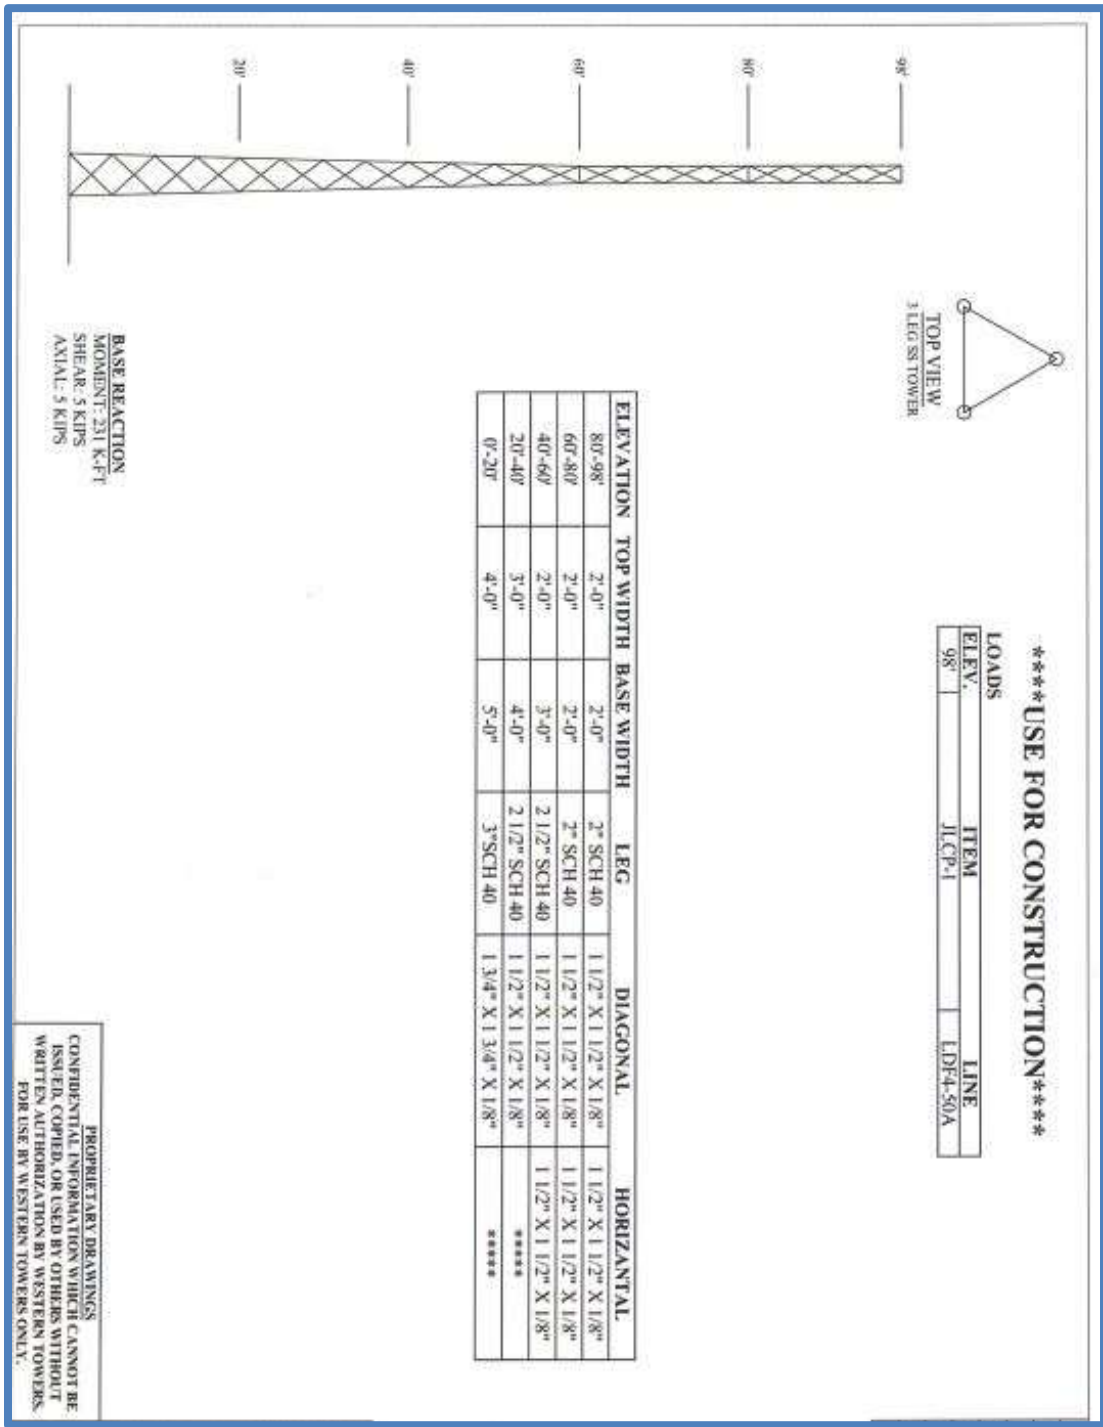 ****USE FOR CONSTRUCTION****
LOADS
ELEV. ITEM LINE
98' JLCP-1 LDF4-50A
TOP VIEW
3 LEG SS TOWER
98'
80'
60'
40'
20'
ELEVATION TOP WIDTH BASE WIDTH LEG DIAGONAL HORIZANTAL
80'-98' 2'-0" 2'-0" 2" SCH 40 1 1/2" X 1 1/2" X 1/8" 1 1/2" X 1 1/2" X 1/8"
60'-80' 2'-0" 2'-0" 2" SCH 40 1 1/2" X 1 1/2" X 1/8" 1 1/2" X 1 1/2" X 1/8"
40'-60' 2'-0" 3'-0" 2 1/2" SCH 40 1 1/2" X 1 1/2" X 1/8" 1 1/2" X 1 1/2" X 1/8"
20'-40' 3'-0" 4'-0" 2 1/2" SCH 40 1 1/2" X 1 1/2" X 1/8" *****
0'-20' 4'-0" 5'-0" 3"SCH 40 1 3/4" X 1 3/4" X 1/8" *****
BASE REACTION
MOMENT: 231 K-FT
SHEAR: 5 KIPS
AXIAL: 5 KIPS
PROPRIETARY DRAWINGS
CONFIDENTIAL INFORMATION WHICH CANNOT BE
ISSUED, COPIED, OR USED BY OTHERS WITHOUT
WRITTEN AUTHORIZATION BY WESTERN TOWERS.
FOR USE BY WESTERN TOWERS ONLY.